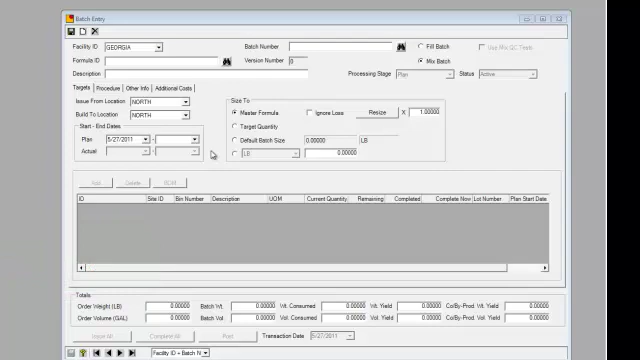 Batch Entry
Facility ID GEORGIA Batch Number Fill Batch Use Mix QC Tests
Formula ID Version Number 0 Mix Batch
Description Processing Stage Plan Status Active
Targets Procedure Other Info Additional Costs
Issue From Location NORTH Size To
Build To Location NORTH Master Formula Ignore Loss Resize X 1.00000
Start - End Dates Target Quantity
Plan 5/27/2011 - Default Batch Size 0.00000 LB
Actual - LB 0.00000
Add Delete BOM
ID Site ID Bin Number Description UOM Current Quantity Remaining Completed Complete Now Lot Number Plan Start Date
Totals
Order Weight (LB) 0.00000 Batch Wt. 0.00000 Wt. Consumed 0.00000 Wt. Yield 0.00000 Co/By-Prod. Wt. Yield 0.00000
Order Volume (GAL) 0.00000 Batch Vol. 0.00000 Vol. Consumed 0.00000 Vol. Yield 0.00000 Co/By-Prod. Vol. Yield 0.00000
Complete All Post Transaction Date 5/27/2011
Facility ID + Batch N